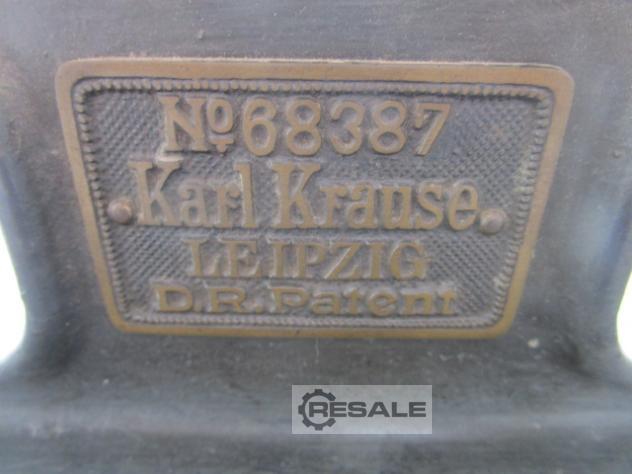 No 68387
Karl Krause.
LEIPZIG
D.R.Patent
RESALE